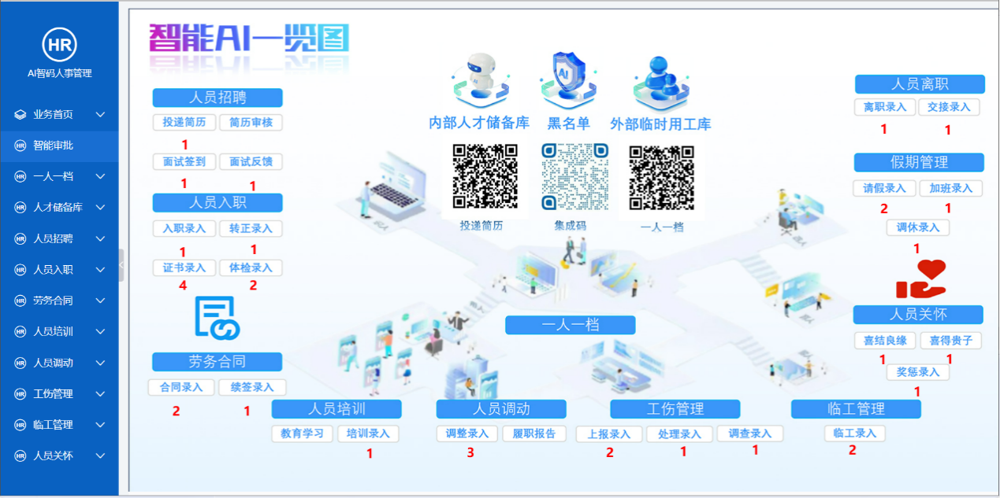 HR
AI智码人事管理
业务首页
HR 智能审批
HR 一人一档
HR 人才储备库
HR 人员招聘
HR 人员入职
HR 劳务合同
HR 人员培训
HR 人员调动
HR 工伤管理
HR 临工管理
HR 人员关怀
智能AI一览图
人员招聘
投递简历 简历审核
1
面试签到 面试反馈
1 1
人员入职
入职录入 转正录入
1 1
证书录入 体检录入
4 2
劳务合同
合同录入 续签录入
2 1
AI
AI
内部人才储备库 黑名单 外部临时用工库
投递简历 集成码 一人一档
一人一档
人员离职
离职录入 交接录入
1 1
假期管理
请假录入 加班录入
2 1
调休录入
1
人员关怀
喜结良缘 喜得贵子
1 1
奖惩录入
1
人员培训
教育学习 培训录入
1
人员调动
调整录入 履职报告
3
工伤管理
上报录入 处理录入 调查录入
2 1 1
临工管理
临工录入
2